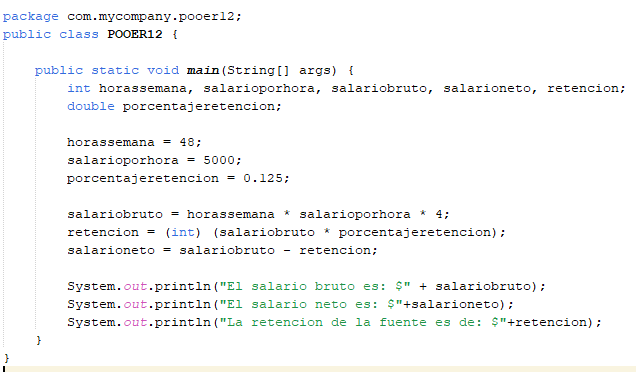 package com.mycompany.pooer12;
public class POOER12 {
public static void main(String[] args) {
int horassemana, salarioporhora, salariobruto, salarioneto, retencion;
double porcentajeretencion;
horassemana = 48;
salarioporhora = 5000;
porcentajeretencion = 0.125;
salariobruto = horassemana * salarioporhora * 4;
retencion = (int) (salariobruto * porcentajeretencion);
salarioneto = salariobruto - retencion;
System.out.println("El salario bruto es: $" + salariobruto);
System.out.println("El salario neto es: $"+salarioneto);
System.out.println("La retencion de la fuente es de: $"+retencion);
}
}